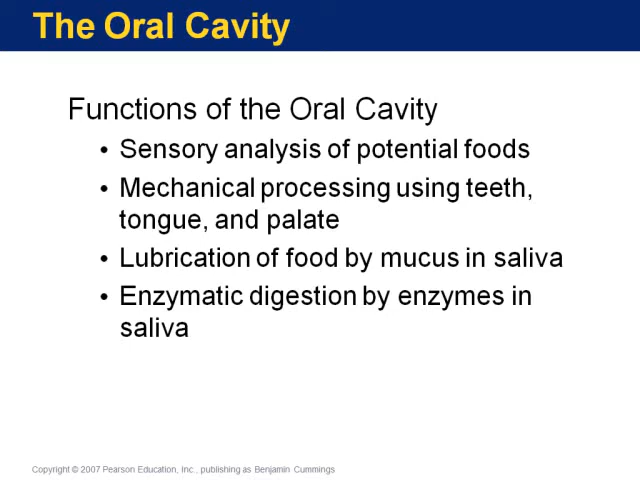 The Oral Cavity
Functions of the Oral Cavity
• Sensory analysis of potential foods
• Mechanical processing using teeth,
tongue, and palate
• Lubrication of food by mucus in saliva
• Enzymatic digestion by enzymes in
saliva
Copyright © 2007 Pearson Education, Inc., publishing as Benjamin Cummings